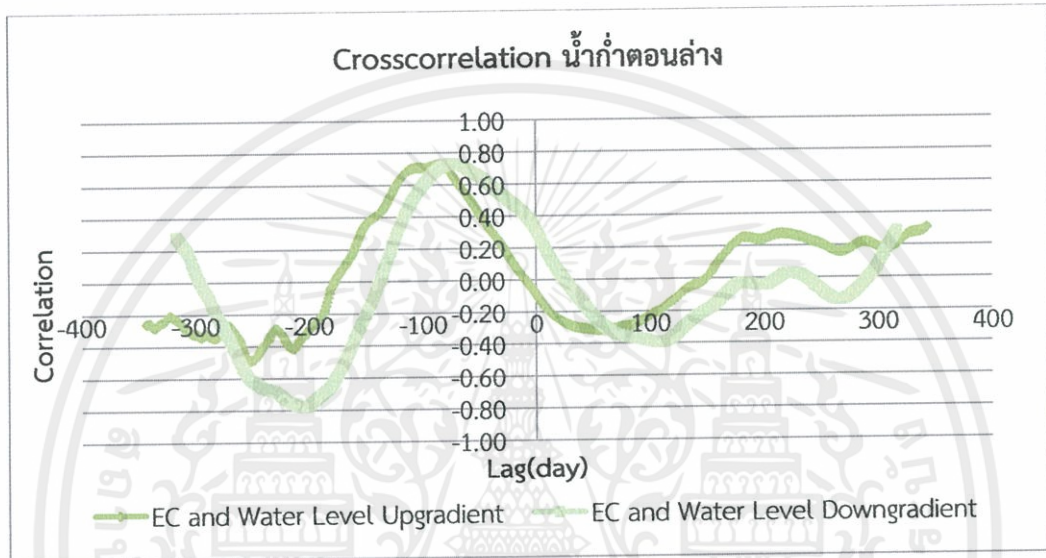 Crosscorrelation น้ำก่ำตอนล่าง
Correlation
1.00
0.80
0.60
0.40
0.20
0.00
-0.20
-0.40
-0.60
-0.80
-1.00
-400 -300 -200 -100 0 100 200 300 400
Lag(day)
EC and Water Level Upgradient EC and Water Level Downgradient